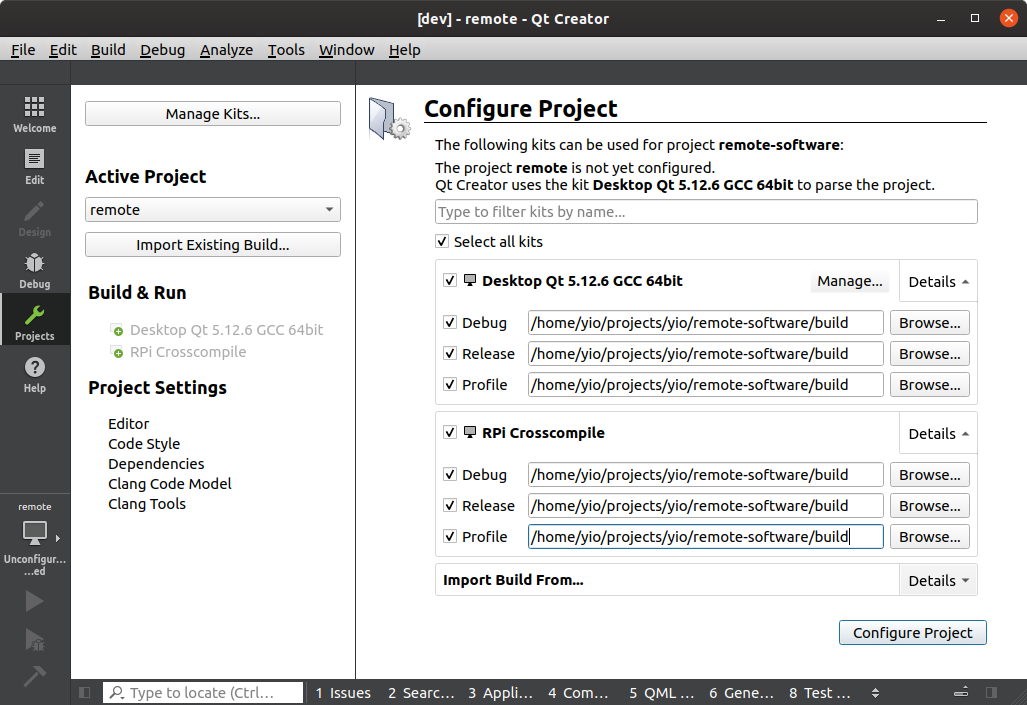 [dev] - remote - Qt Creator
File Edit Build Debug Analyze Tools Window Help
Welcome
Edit
Design
Debug
Projects
Help
remote
Unconfigur...
...ed
Manage Kits...
Active Project
remote
Import Existing Build...
Build & Run
Desktop Qt 5.12.6 GCC 64bit
RPi Crosscompile
Project Settings
Editor
Code Style
Dependencies
Clang Code Model
Clang Tools
Configure Project
The following kits can be used for project remote-software:
The project remote is not yet configured.
Qt Creator uses the kit Desktop Qt 5.12.6 GCC 64bit to parse the project.
Type to filter kits by name...
Select all kits
Desktop Qt 5.12.6 GCC 64bit Manage... Details
Debug /home/yio/projects/yio/remote-software/build Browse...
Release /home/yio/projects/yio/remote-software/build Browse...
Profile /home/yio/projects/yio/remote-software/build Browse...
RPi Crosscompile Details
Debug /home/yio/projects/yio/remote-software/build Browse...
Release /home/yio/projects/yio/remote-software/build Browse...
Profile /home/yio/projects/yio/remote-software/build Browse...
Import Build From... Details
Configure Project
Type to locate (Ctrl... 1 Issues 2 Searc... 3 Appli... 4 Com... 5 QML ... 6 Gene... 8 Test ...